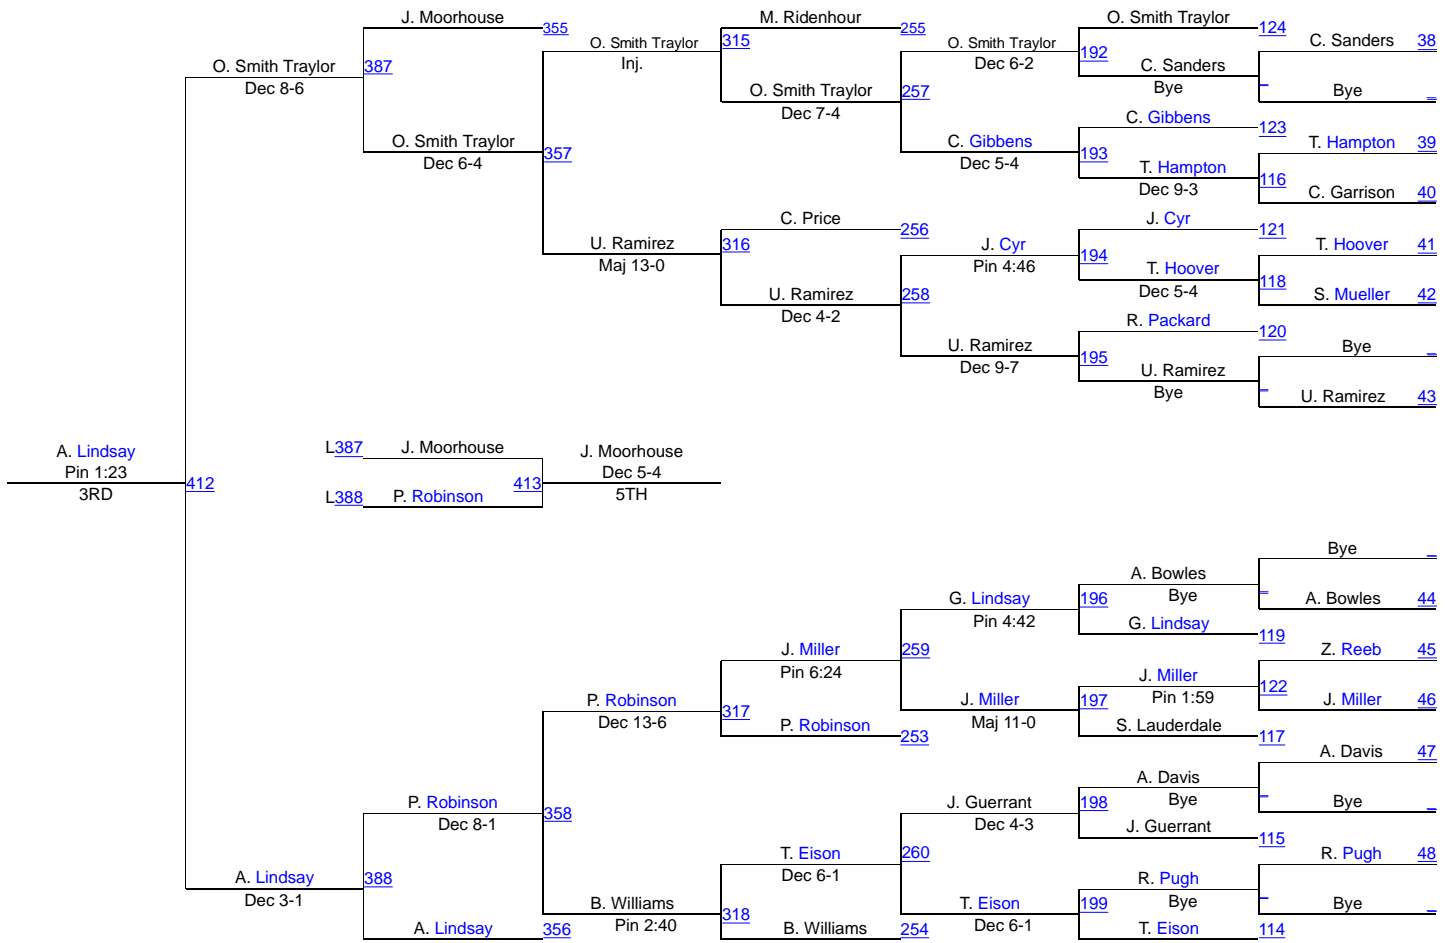 J. Moorhouse 355
M. Ridenhour 255
O. Smith Traylor 124
C. Sanders 38
O. Smith Traylor 387
Dec 8-6
O. Smith Traylor 315
Inj.
O. Smith Traylor 192
Dec 6-2
C. Sanders
Bye
Bye
O. Smith Traylor 257
Dec 7-4
C. Gibbens 123
O. Smith Traylor 357
Dec 6-4
C. Gibbens 193
Dec 5-4
T. Hampton 39
T. Hampton 116
Dec 9-3
C. Garrison 40
C. Price 256
J. Cyr 121
U. Ramirez 316
Maj 13-0
J. Cyr 194
Pin 4:46
T. Hoover 41
T. Hoover 118
Dec 5-4
U. Ramirez 258
Dec 4-2
S. Mueller 42
R. Packard 120
U. Ramirez 195
Dec 9-7
Bye
U. Ramirez
Bye
U. Ramirez 43
A. Lindsay
Pin 1:23
3RD
412
L387 J. Moorhouse
L388 P. Robinson
413
J. Moorhouse
Dec 5-4
5TH
Bye
A. Bowles
Bye
A. Bowles 44
G. Lindsay 196
Pin 4:42
G. Lindsay 119
J. Miller 259
Pin 6:24
Z. Reeb 45
J. Miller 122
Pin 1:59
P. Robinson 317
Dec 13-6
J. Miller 197
Maj 11-0
J. Miller 46
P. Robinson 253
S. Lauderdale 117
A. Davis 47
A. Davis
Bye
P. Robinson 358
Dec 8-1
J. Guerrant 198
Dec 4-3
Bye
J. Guerrant 115
T. Eison 260
Dec 6-1
R. Pugh 48
A. Lindsay 388
Dec 3-1
R. Pugh
Bye
B. Williams 318
Pin 2:40
T. Eison 199
Dec 6-1
Bye
A. Lindsay 356
B. Williams 254
T. Eison 114